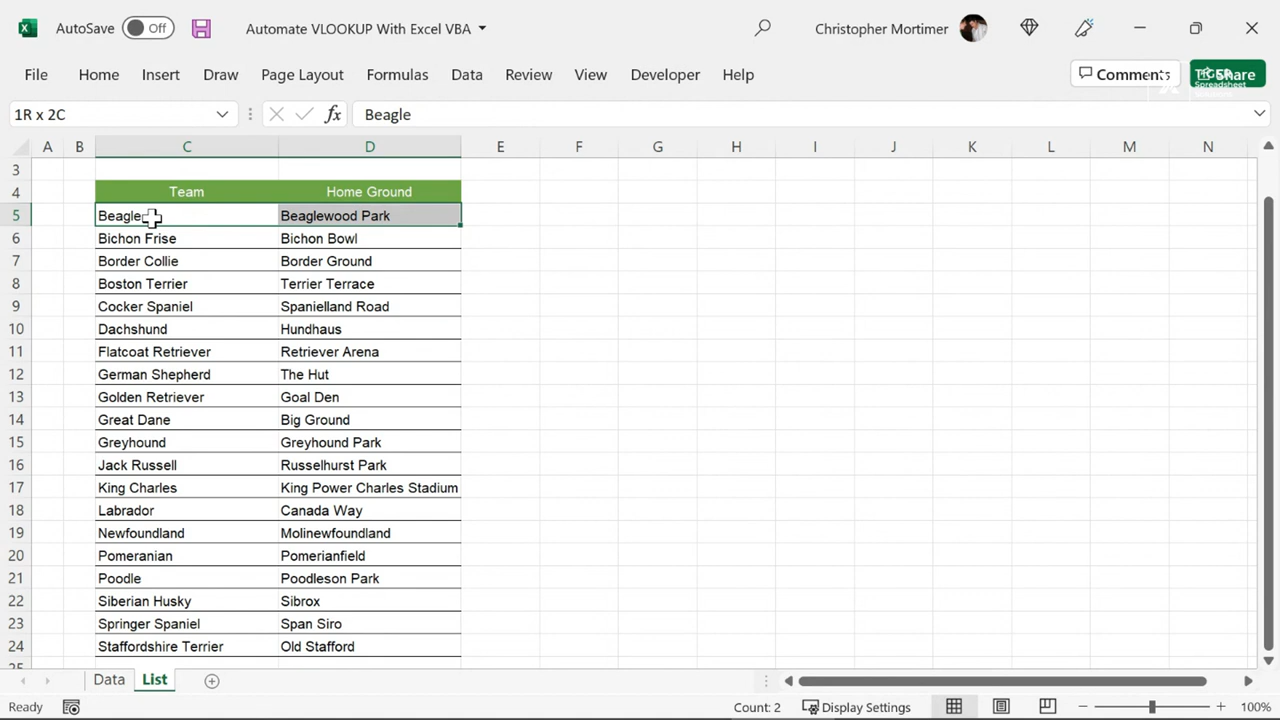 AutoSave Off Automate VLOOKUP With Excel VBA Christopher Mortimer
File Home Insert Draw Page Layout Formulas Data Review View Developer Help Comments Share
1R x 2C fx Beagle
A B C D E F G H I J K L M N
3
4 Team Home Ground
5 Beagle Beaglewood Park
6 Bichon Frise Bichon Bowl
7 Border Collie Border Ground
8 Boston Terrier Terrier Terrace
9 Cocker Spaniel Spanielland Road
10 Dachshund Hundhaus
11 Flatcoat Retriever Retriever Arena
12 German Shepherd The Hut
13 Golden Retriever Goal Den
14 Great Dane Big Ground
15 Greyhound Greyhound Park
16 Jack Russell Russelhurst Park
17 King Charles King Power Charles Stadium
18 Labrador Canada Way
19 Newfoundland Molinewfoundland
20 Pomeranian Pomerianfield
21 Poodle Poodleson Park
22 Siberian Husky Sibrox
23 Springer Spaniel Span Siro
24 Staffordshire Terrier Old Stafford
25
Data List
Ready Count: 2 Display Settings 100%